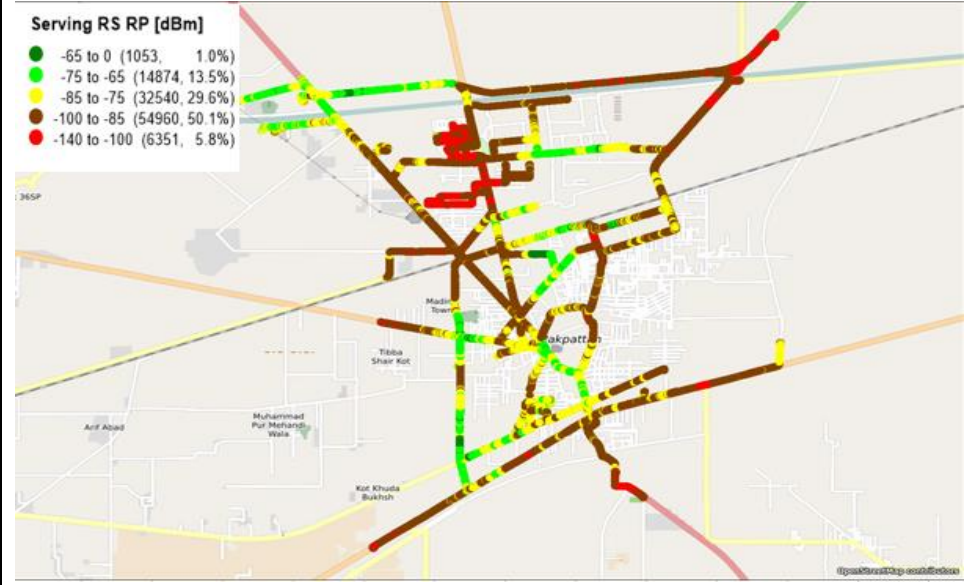 Serving RS RP [dBm]
-65 to 0 (1053, 1.0%)
-75 to -65 (14874, 13.5%)
-85 to -75 (32540, 29.6%)
-100 to -85 (54960, 50.1%)
-140 to -100 (6351, 5.8%)
36SP
Madin
Town
akpattan
Tibba
Shair Kot
Arif Abad
Muhammad
Pur Mehandi
Wala
Kot Khuda
Bukhsh
OpenStreetMap contributors